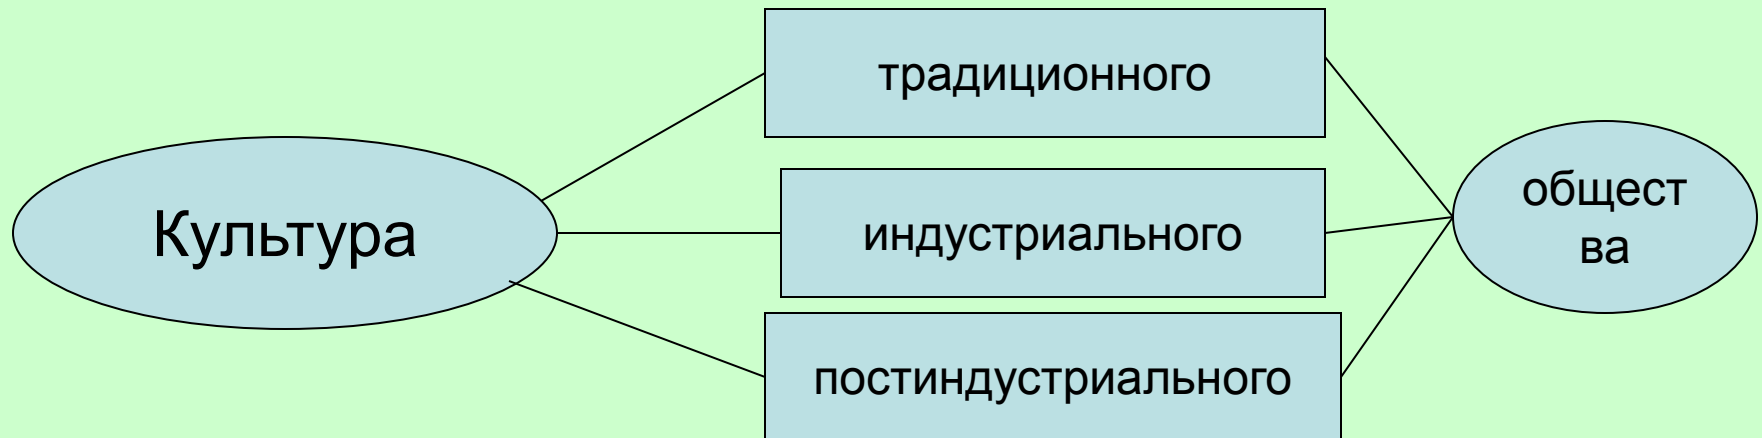 Культура
традиционного
индустриального
постиндустриального
общест
ва